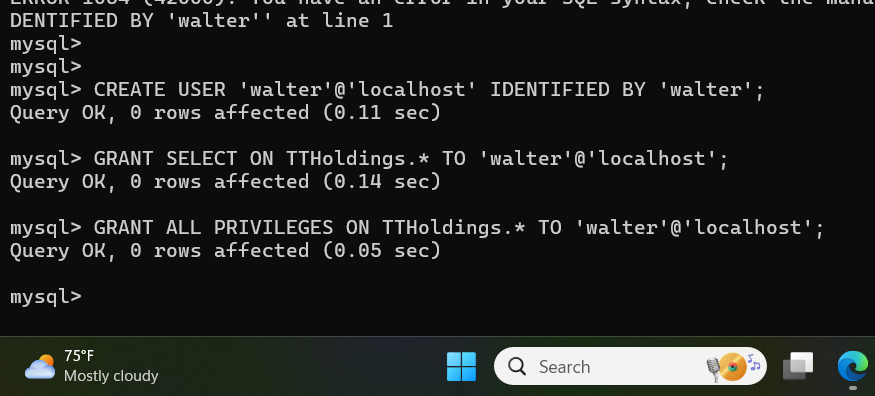 ERROR 1064 (42000): You have an error in your SQL syntax; check the manu
DENTIFIED BY 'walter'' at line 1
mysql>
mysql>
mysql> CREATE USER 'walter'@'localhost' IDENTIFIED BY 'walter';
Query OK, 0 rows affected (0.11 sec)
mysql> GRANT SELECT ON TTHoldings.* TO 'walter'@'localhost';
Query OK, 0 rows affected (0.14 sec)
mysql> GRANT ALL PRIVILEGES ON TTHoldings.* TO 'walter'@'localhost';
Query OK, 0 rows affected (0.05 sec)
mysql>
75°F
Mostly cloudy
Search